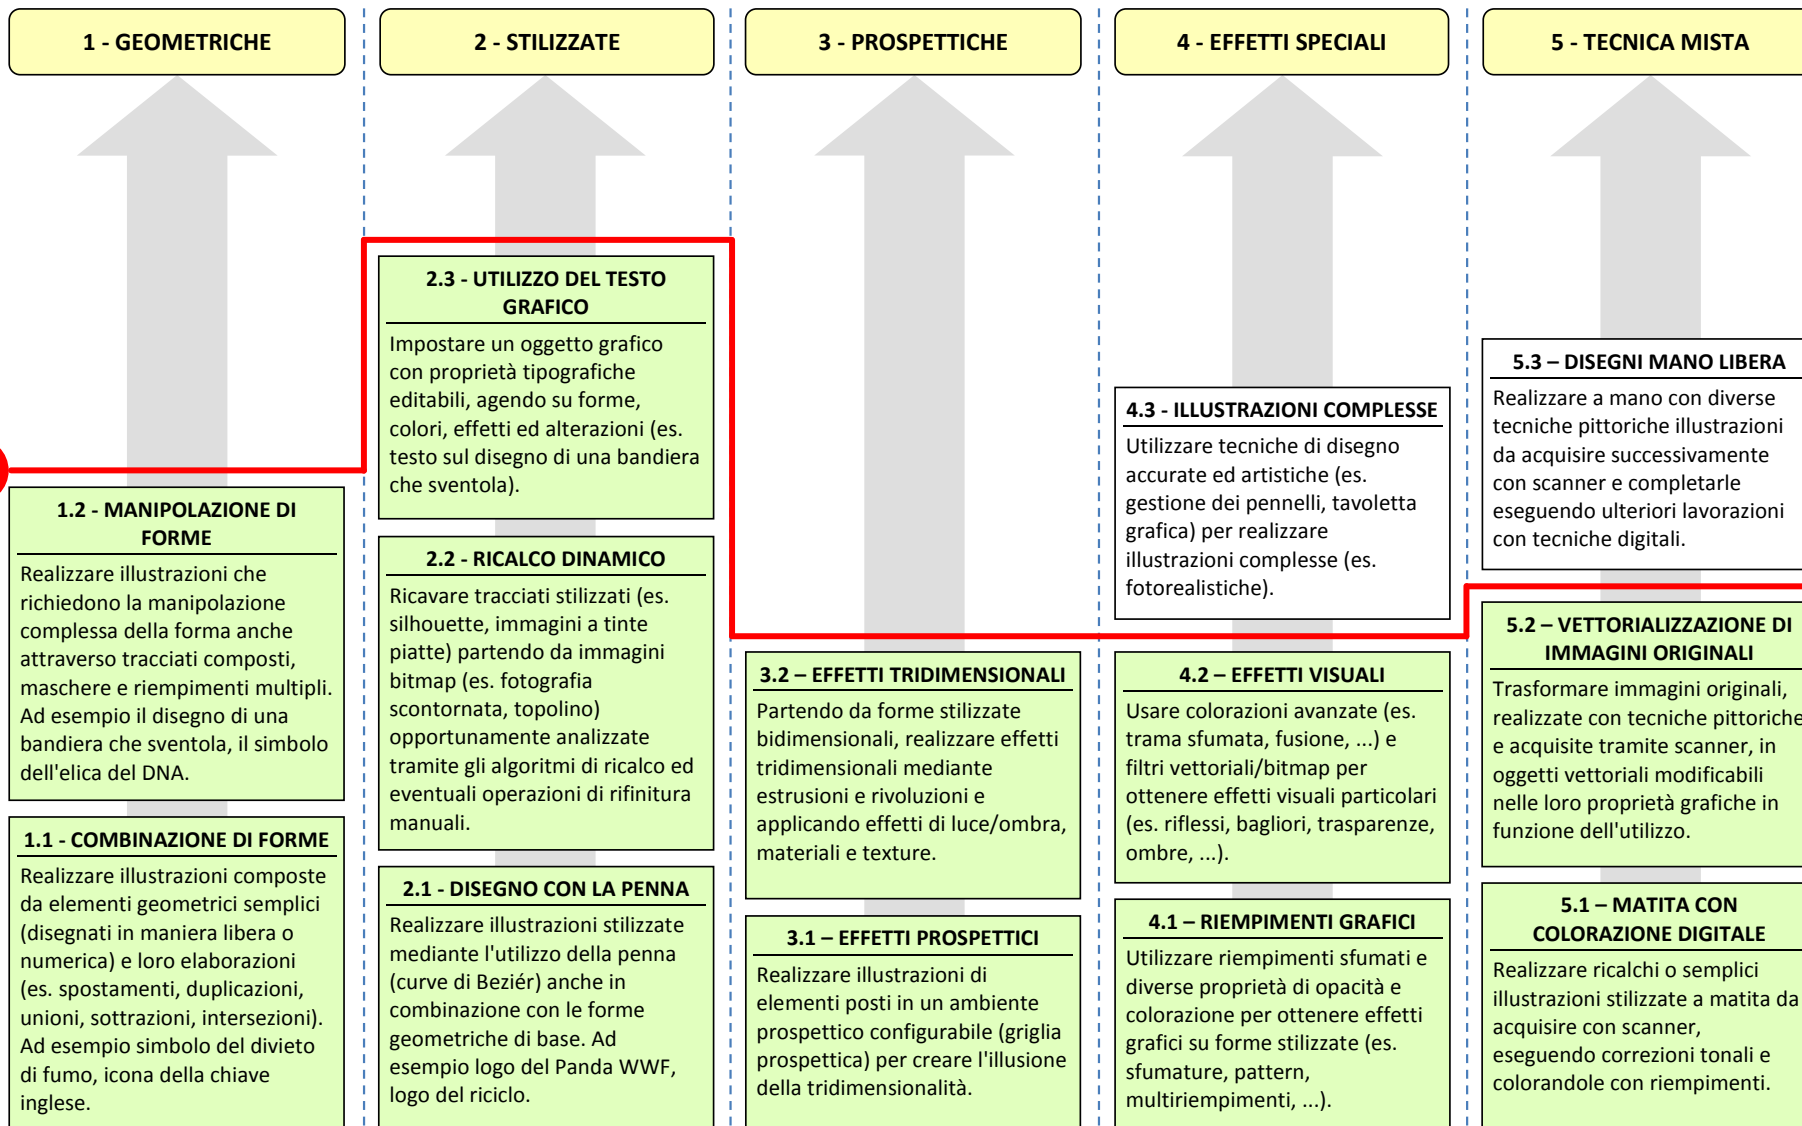 1 - GEOMETRICHE
2 - STILIZZATE
3 - PROSPETTICHE
4 - EFFETTI SPECIALI
5 - TECNICA MISTA
1.2 - MANIPOLAZIONE DI
FORME
Realizzare illustrazioni che
richiedono la manipolazione
complessa della forma anche
attraverso tracciati composti,
maschere e riempimenti multipli.
Ad esempio il disegno di una
bandiera che sventola, il simbolo
dell'elica del DNA.
1.1 - COMBINAZIONE DI FORME
Realizzare illustrazioni composte
da elementi geometrici semplici
(disegnati in maniera libera o
numerica) e loro elaborazioni
(es. spostamenti, duplicazioni,
unioni, sottrazioni, intersezioni).
Ad esempio simbolo del divieto
di fumo, icona della chiave
inglese.
2.3 - UTILIZZO DEL TESTO
GRAFICO
Impostare un oggetto grafico
con proprietà tipografiche
editabili, agendo su forme,
colori, effetti ed alterazioni (es.
testo sul disegno di una bandiera
che sventola).
2.2 - RICALCO DINAMICO
Ricavare tracciati stilizzati (es.
silhouette, immagini a tinte
piatte) partendo da immagini
bitmap (es. fotografia
scontornata, topolino)
opportunamente analizzate
tramite gli algoritmi di ricalco ed
eventuali operazioni di rifinitura
manuali.
2.1 - DISEGNO CON LA PENNA
Realizzare illustrazioni stilizzate
mediante l'utilizzo della penna
(curve di Beziér) anche in
combinazione con le forme
geometriche di base. Ad
esempio logo del Panda WWF,
logo del riciclo.
3.2 – EFFETTI TRIDIMENSIONALI
Partendo da forme stilizzate
bidimensionali, realizzare effetti
tridimensionali mediante
estrusioni e rivoluzioni e
applicando effetti di luce/ombra,
materiali e texture.
3.1 – EFFETTI PROSPETTICI
Realizzare illustrazioni di
elementi posti in un ambiente
prospettico configurabile (griglia
prospettica) per creare l'illusione
della tridimensionalità.
4.3 - ILLUSTRAZIONI COMPLESSE
Utilizzare tecniche di disegno
accurate ed artistiche (es.
gestione dei pennelli, tavoletta
grafica) per realizzare
illustrazioni complesse (es.
fotorealistiche).
4.2 – EFFETTI VISUALI
Usare colorazioni avanzate (es.
trama sfumata, fusione, ...) e
filtri vettoriali/bitmap per
ottenere effetti visuali particolari
(es. riflessi, bagliori, trasparenze,
ombre, ...).
4.1 – RIEMPIMENTI GRAFICI
Utilizzare riempimenti sfumati e
diverse proprietà di opacità e
colorazione per ottenere effetti
grafici su forme stilizzate (es.
sfumature, pattern,
multiriempimenti, ...).
5.3 – DISEGNI MANO LIBERA
Realizzare a mano con diverse
tecniche pittoriche illustrazioni
da acquisire successivamente
con scanner e completarle
eseguendo ulteriori lavorazioni
con tecniche digitali.
5.2 – VETTORIALIZZAZIONE DI
IMMAGINI ORIGINALI
Trasformare immagini originali,
realizzate con tecniche pittoriche
e acquisite tramite scanner, in
oggetti vettoriali modificabili
nelle loro proprietà grafiche in
funzione dell'utilizzo.
5.1 – MATITA CON
COLORAZIONE DIGITALE
Realizzare ricalchi o semplici
illustrazioni stilizzate a matita da
acquisire con scanner,
eseguendo correzioni tonali e
colorandole con riempimenti.